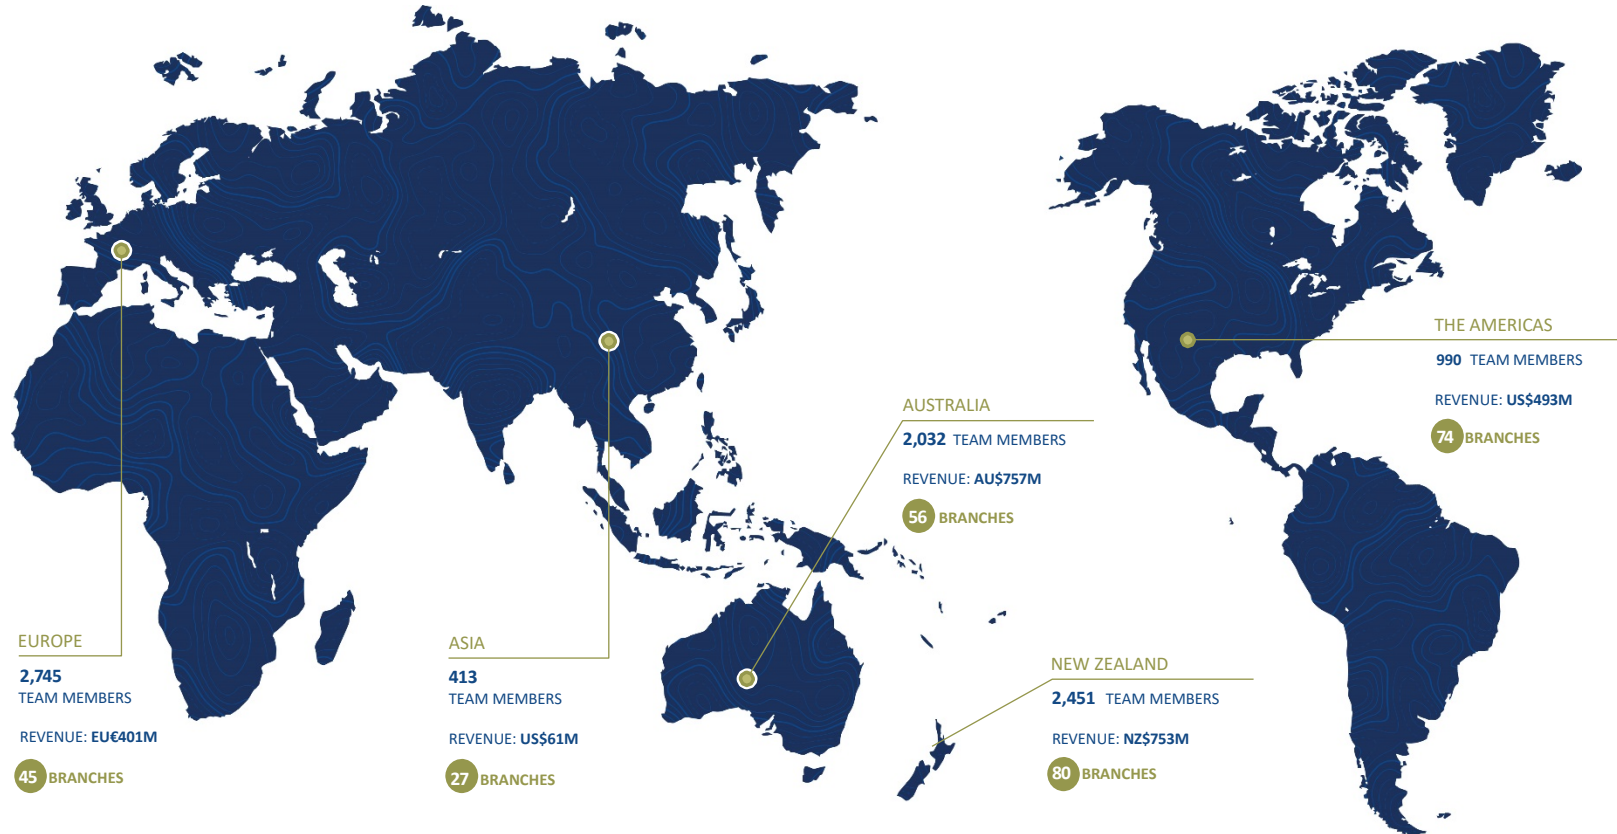 THE AMERICAS
990 TEAM MEMBERS
REVENUE: US$493M
74 BRANCHES
AUSTRALIA
2,032 TEAM MEMBERS
REVENUE: AU$757M
56 BRANCHES
EUROPE
2,745
TEAM MEMBERS
REVENUE: EU€401M
45 BRANCHES
ASIA
413
TEAM MEMBERS
REVENUE: US$61M
27 BRANCHES
NEW ZEALAND
2,451 TEAM MEMBERS
REVENUE: NZ$753M
80 BRANCHES